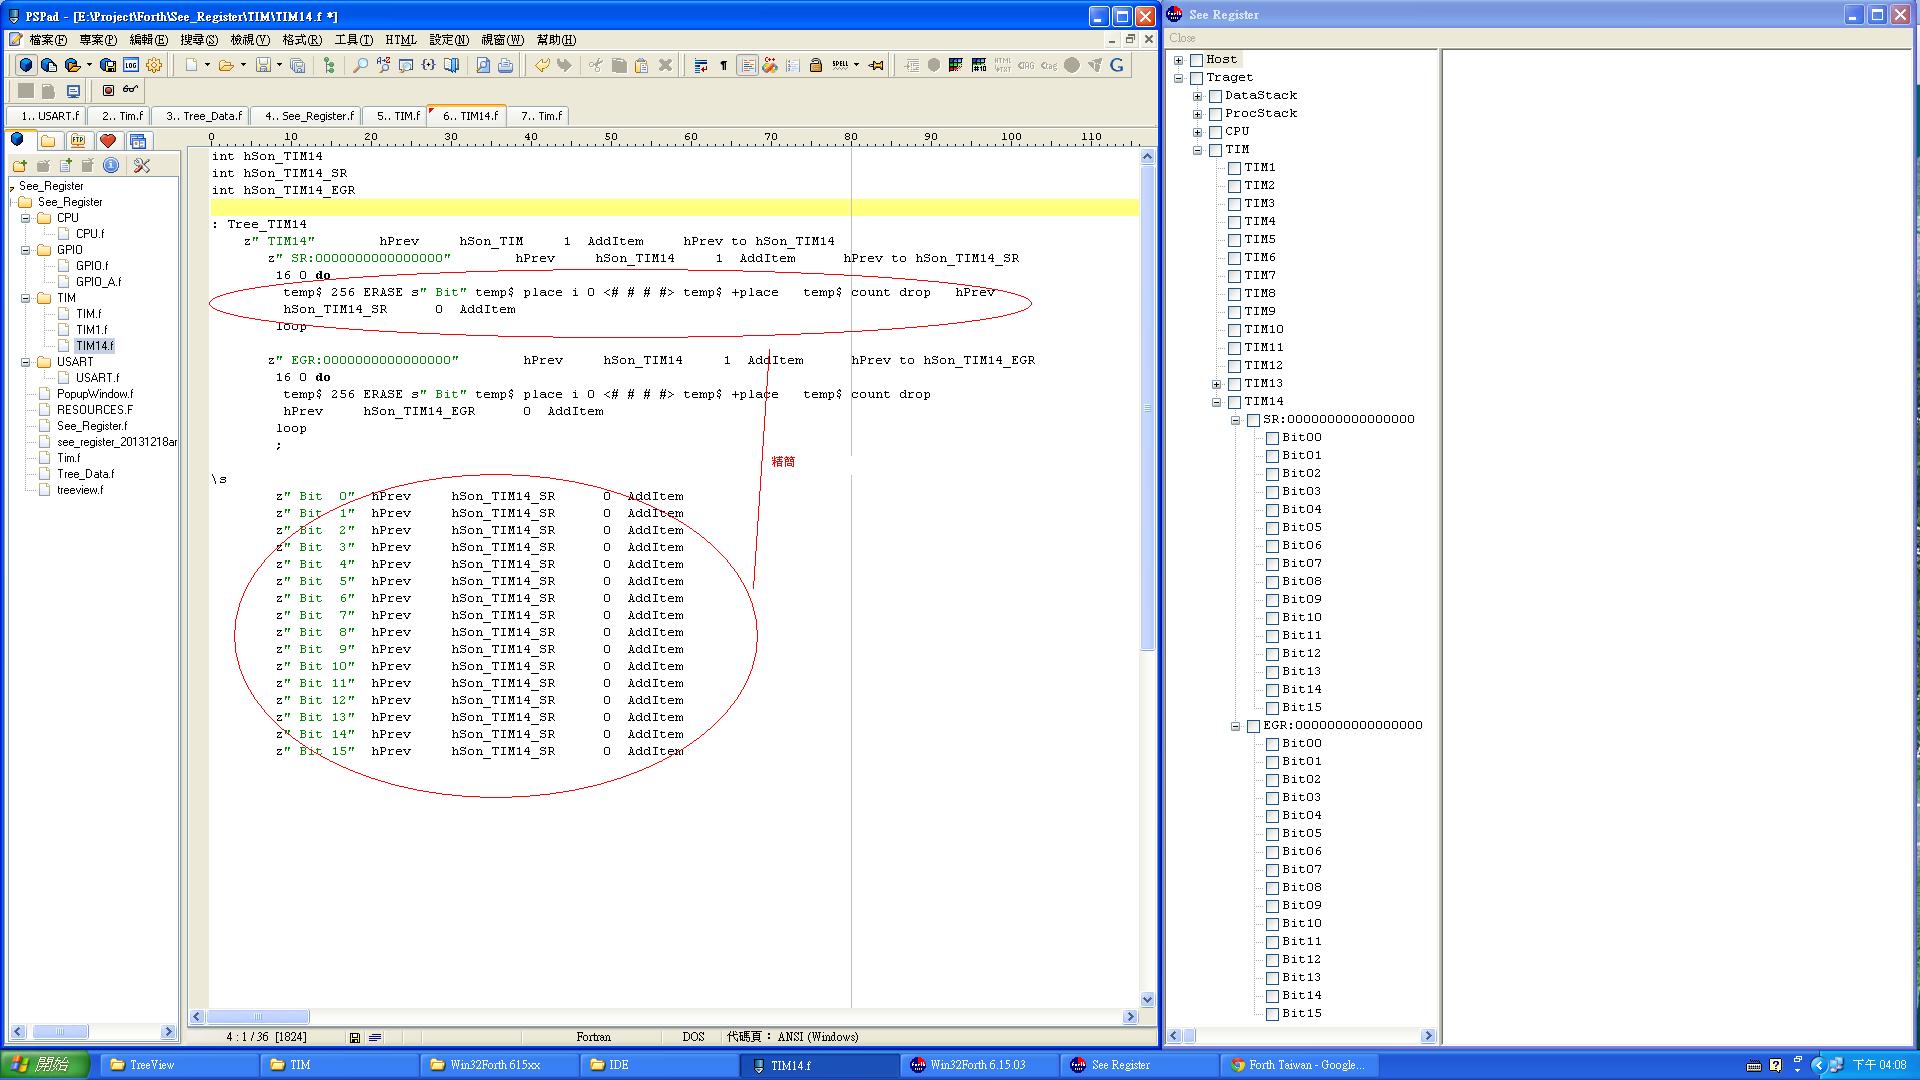 PSPad - [E:\Project\Forth\See_Register\TIM\TIM14.f *]
檔案(F) 專案(P) 編輯(E) 搜尋(S) 檢視(V) 格式(R) 工具(T) HTML 設定(N) 視窗(W) 幫助(H)
1.. USART.f 2.. Tim.f 3.. Tree_Data.f 4.. See_Register.f 5.. TIM.f 6.. TIM14.f 7.. Tim.f
0 10 20 30 40 50 60 70 80 90 100 110
See_Register
See_Register
CPU
CPU.f
GPIO
GPIO.f
GPIO_A.f
TIM
TIM.f
TIM1.f
TIM14.f
USART
USART.f
PopupWindow.f
RESOURCES.F
See_Register.f
see_register_20131218ar
Tim.f
Tree_Data.f
treeview.f
int hSon_TIM14
int hSon_TIM14_SR
int hSon_TIM14_EGR
: Tree_TIM14
z" TIM14" hPrev hSon_TIM 1 AddItem hPrev to hSon_TIM14
z" SR:0000000000000000" hPrev hSon_TIM14 1 AddItem hPrev to hSon_TIM14_SR
16 0 do
temp$ 256 ERASE s" Bit" temp$ place i 0 <# # # #> temp$ +place temp$ count drop hPrev
hSon_TIM14_SR 0 AddItem
loop
z" EGR:0000000000000000" hPrev hSon_TIM14 1 AddItem hPrev to hSon_TIM14_EGR
16 0 do
temp$ 256 ERASE s" Bit" temp$ place i 0 <# # # #> temp$ +place temp$ count drop
hPrev hSon_TIM14_EGR 0 AddItem
loop
;
精簡
\s
z" Bit 0" hPrev hSon_TIM14_SR 0 AddItem
z" Bit 1" hPrev hSon_TIM14_SR 0 AddItem
z" Bit 2" hPrev hSon_TIM14_SR 0 AddItem
z" Bit 3" hPrev hSon_TIM14_SR 0 AddItem
z" Bit 4" hPrev hSon_TIM14_SR 0 AddItem
z" Bit 5" hPrev hSon_TIM14_SR 0 AddItem
z" Bit 6" hPrev hSon_TIM14_SR 0 AddItem
z" Bit 7" hPrev hSon_TIM14_SR 0 AddItem
z" Bit 8" hPrev hSon_TIM14_SR 0 AddItem
z" Bit 9" hPrev hSon_TIM14_SR 0 AddItem
z" Bit 10" hPrev hSon_TIM14_SR 0 AddItem
z" Bit 11" hPrev hSon_TIM14_SR 0 AddItem
z" Bit 12" hPrev hSon_TIM14_SR 0 AddItem
z" Bit 13" hPrev hSon_TIM14_SR 0 AddItem
z" Bit 14" hPrev hSon_TIM14_SR 0 AddItem
z" Bit 15" hPrev hSon_TIM14_SR 0 AddItem
4 : 1 / 36 [1824] Fortran DOS 代碼頁： ANSI (Windows)
See Register
Close
Host
Traget
DataStack
ProcStack
CPU
TIM
TIM1
TIM2
TIM3
TIM4
TIM5
TIM6
TIM7
TIM8
TIM9
TIM10
TIM11
TIM12
TIM13
TIM14
SR:0000000000000000
Bit00
Bit01
Bit02
Bit03
Bit04
Bit05
Bit06
Bit07
Bit08
Bit09
Bit10
Bit11
Bit12
Bit13
Bit14
Bit15
EGR:0000000000000000
Bit00
Bit01
Bit02
Bit03
Bit04
Bit05
Bit06
Bit07
Bit08
Bit09
Bit10
Bit11
Bit12
Bit13
Bit14
Bit15
開始 TreeView TIM Win32Forth 615xx IDE TIM14.f Win32Forth 6.15.03 See Register Forth Taiwan - Google... 下午 04:08